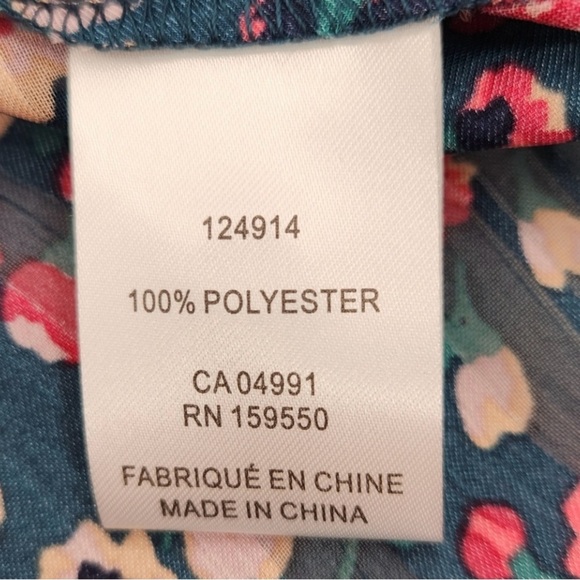 124914
100% POLYESTER
CA 04991
RN 159550
FABRIQUÉ EN CHINE
MADE IN CHINA